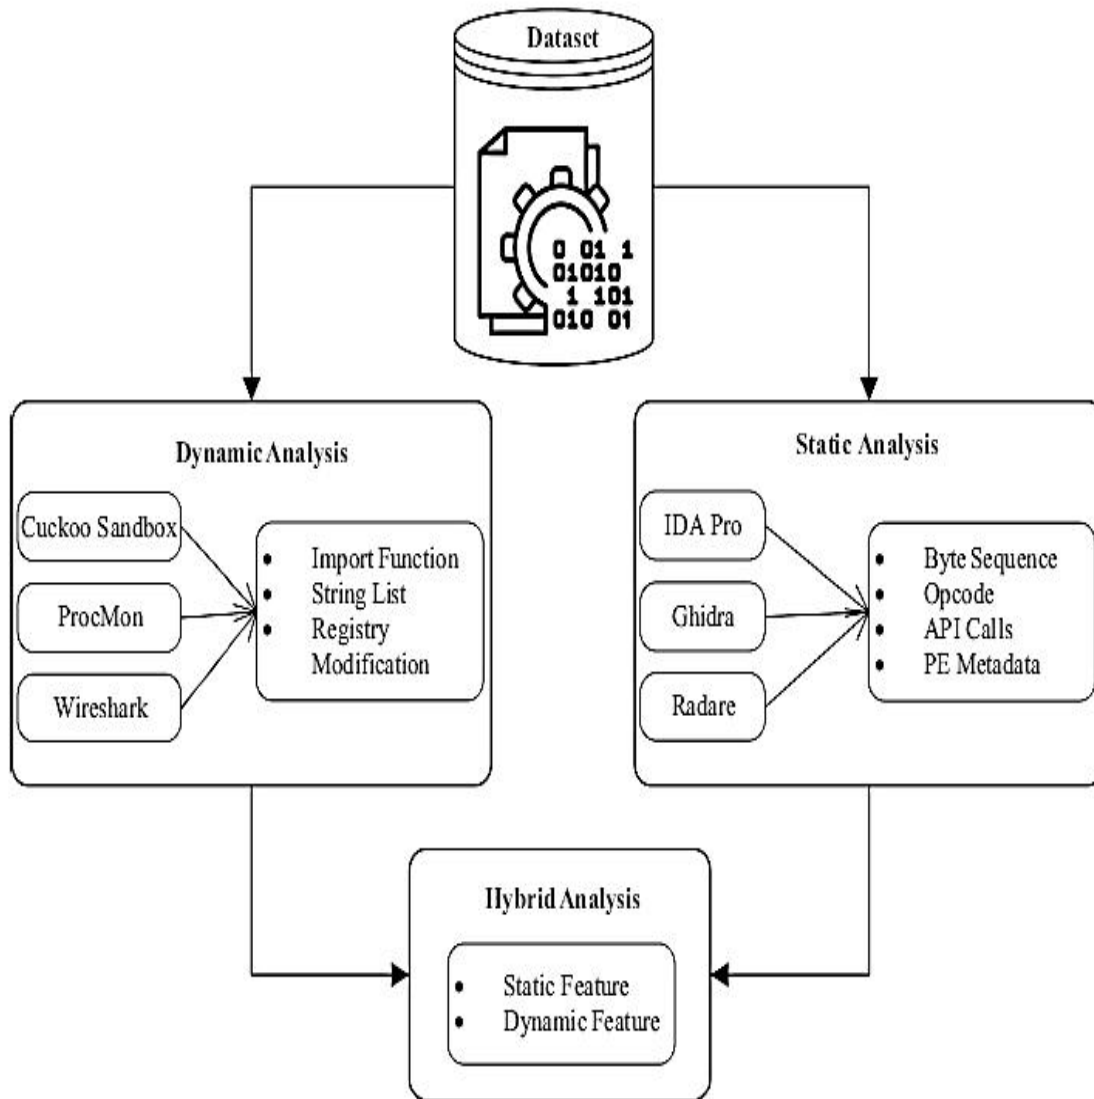 Dataset
0 01 1
01010
1 101
010 01
Dynamic Analysis
Cuckoo Sandbox
ProcMon
Wireshark
• Import Function
• String List
• Registry
Modification
Static Analysis
IDA Pro
Ghidra
Radare
• Byte Sequence
• Opcode
• API Calls
• PE Metadata
Hybrid Analysis
• Static Feature
• Dynamic Feature